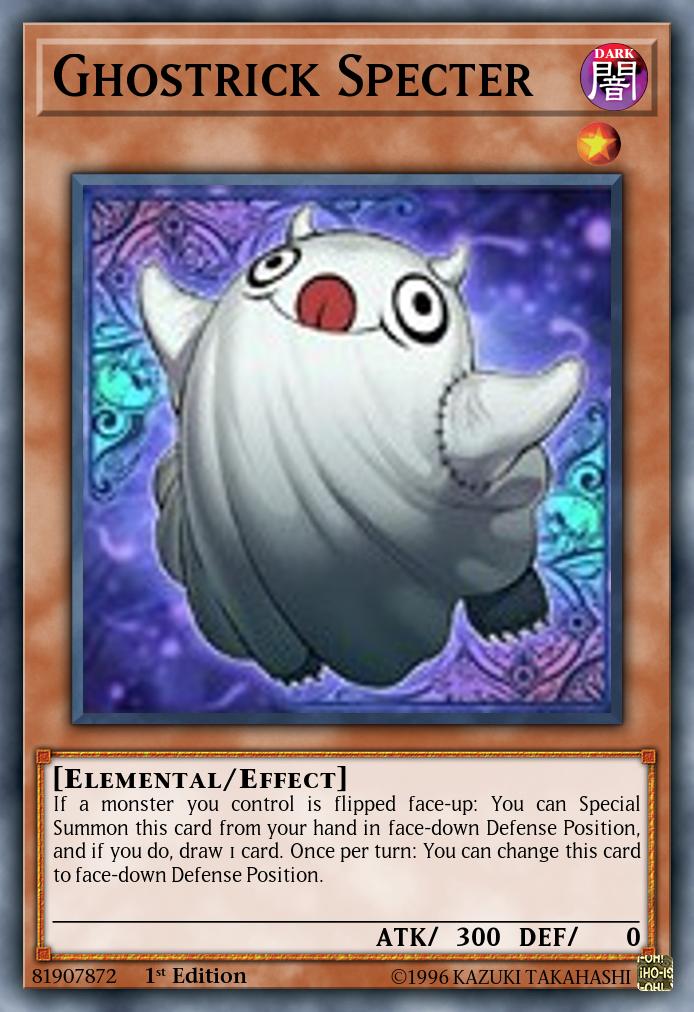 GHOSTRICK SPECTER
DARK
闇
[ELEMENTAL/EFFECT]
If a monster you control is flipped face-up: You can Special
Summon this card from your hand in face-down Defense Position,
and if you do, draw 1 card. Once per turn: You can change this card
to face-down Defense Position.
ATK/ 300 DEF/ 0
81907872 1st Edition ©1996 KAZUKI TAKAHASHI